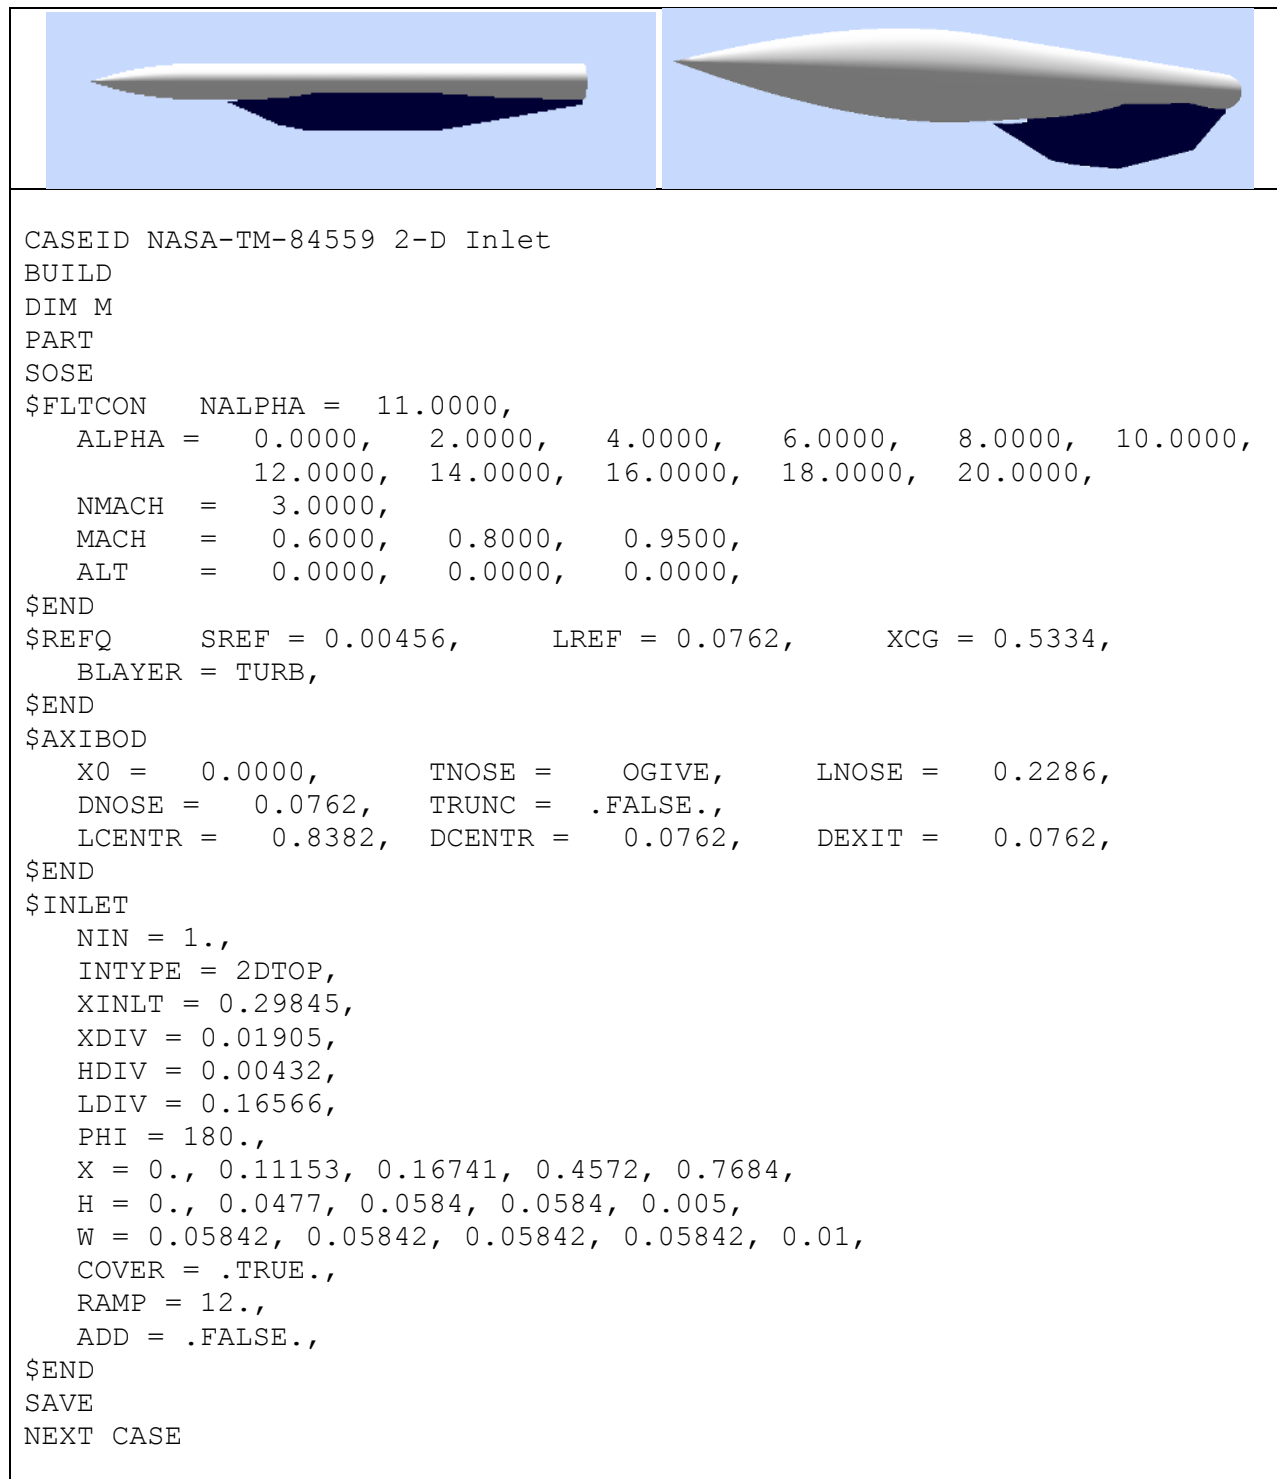 CASEID NASA-TM-84559 2-D Inlet
BUILD
DIM M
PART
SOSE
$FLTCON   NALPHA =  11.0000,
   ALPHA =   0.0000,   2.0000,    4.0000,    6.0000,   8.0000,  10.0000,
             12.0000,  14.0000,  16.0000,  18.0000,  20.0000,
   NMACH  =   3.0000,
   MACH   =   0.6000,   0.8000,   0.9500,
   ALT    =   0.0000,   0.0000,   0.0000,
$END
$REFQ     SREF = 0.00456,     LREF = 0.0762,     XCG = 0.5334,
   BLAYER = TURB,
$END
$AXIBOD
   X0 =   0.0000,      TNOSE =    OGIVE,     LNOSE =   0.2286,
   DNOSE =   0.0762,  TRUNC =  .FALSE.,
   LCENTR =   0.8382,  DCENTR =   0.0762,     DEXIT =   0.0762,
$END
$INLET
   NIN = 1.,
   INTYPE = 2DTOP,
   XINLT = 0.29845,
   XDIV = 0.01905,
   HDIV = 0.00432,
   LDIV = 0.16566,
   PHI = 180.,
   X = 0., 0.11153, 0.16741, 0.4572, 0.7684,
   H = 0., 0.0477, 0.0584, 0.0584, 0.005,
   W = 0.05842, 0.05842, 0.05842, 0.05842, 0.01,
   COVER = .TRUE.,
   RAMP = 12.,
   ADD = .FALSE.,
$END
SAVE
NEXT CASE